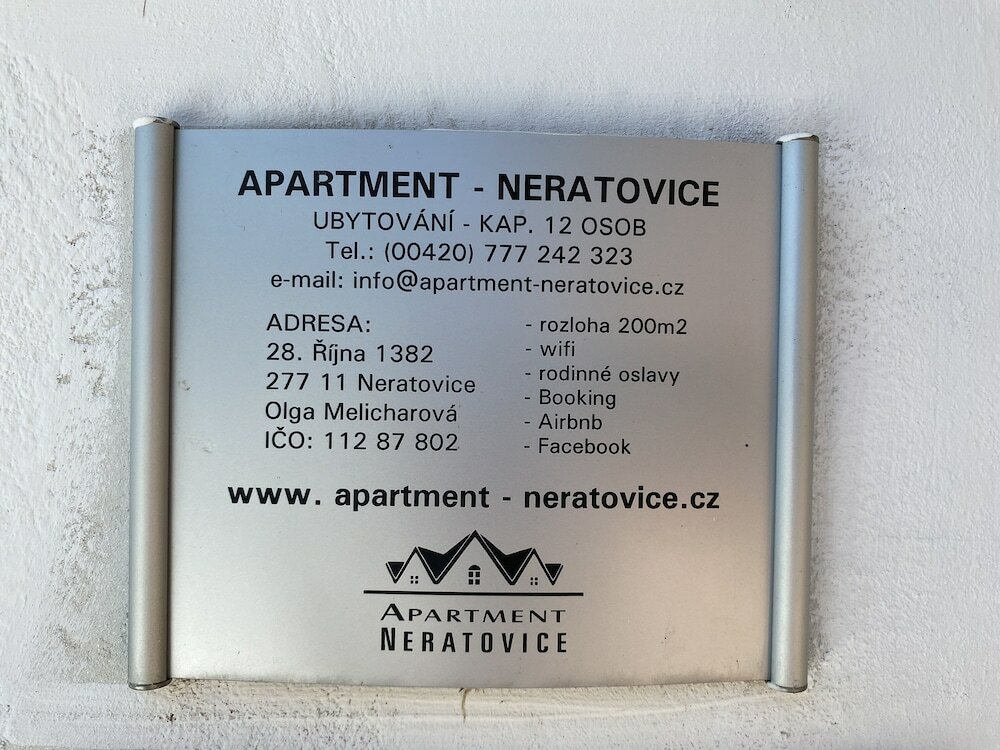 APARTMENT - NERATOVICE
UBYTOVÁNÍ - KAP. 12 OSOB
Tel.: (00420) 777 242 323
e-mail: info@apartment-neratovice.cz
ADRESA:
28. Října 1382
277 11 Neratovice
Olga Melicharová
IČO: 112 87 802
- rozloha 200m2
- wifi
- rodinné oslavy
- Booking
- Airbnb
- Facebook
www. apartment - neratovice.cz
APARTMENT
NERATOVICE